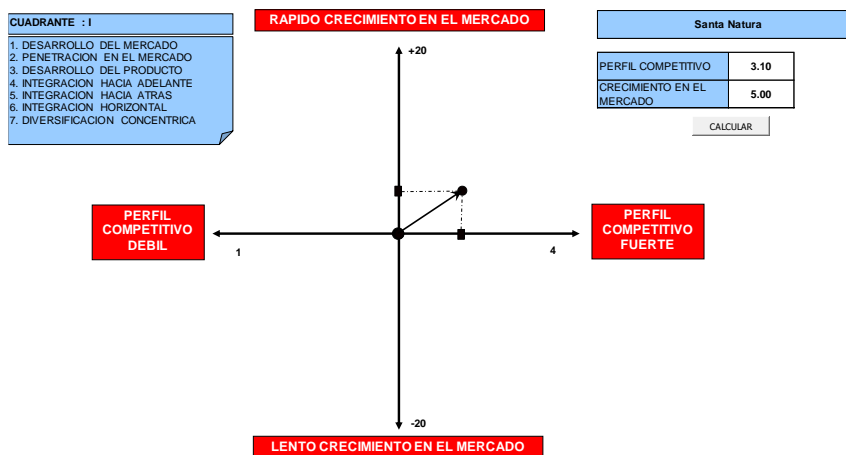 CUADRANTE : I
1. DESARROLLO DEL MERCADO
2. PENETRACION EN EL MERCADO
3. DESARROLLO DEL PRODUCTO
4. INTEGRACION HACIA ADELANTE
5. INTEGRACION HACIA ATRAS
6. INTEGRACION HORIZONTAL
7. DIVERSIFICACION CONCENTRICA
RAPIDO CRECIMIENTO EN EL MERCADO
+20
Santa Natura
PERFIL COMPETITIVO 3.10
CRECIMIENTO EN EL
MERCADO 5.00
CALCULAR
PERFIL
COMPETITIVO
DEBIL
1
4
PERFIL
COMPETITIVO
FUERTE
-20
LENTO CRECIMIENTO EN EL MERCADO